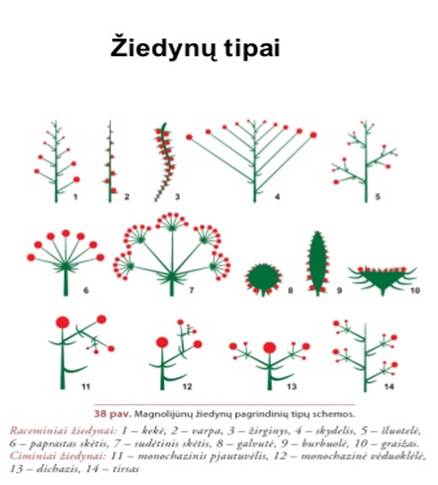 Žiedynų tipai
1 2 3 4 5
6 7 8 9 10
11 12 13 14
38 pav. Magnolijūnų žiedynų pagrindinių tipų schemos.
Raceminiai žiedynai: 1 – kekė, 2 – varpa, 3 – žirginys, 4 – skydelis, 5 – šluotelė,
6 – paprastas skėtis, 7 – sudėtinis skėtis, 8 – galvutė, 9 – burbuolė, 10 – graižas.
Ciminiai žiedynai: 11 – monochazinis pjautuvėlis, 12 – monochazinė vėduoklėlė,
13 – dichazis, 14 – tirsas